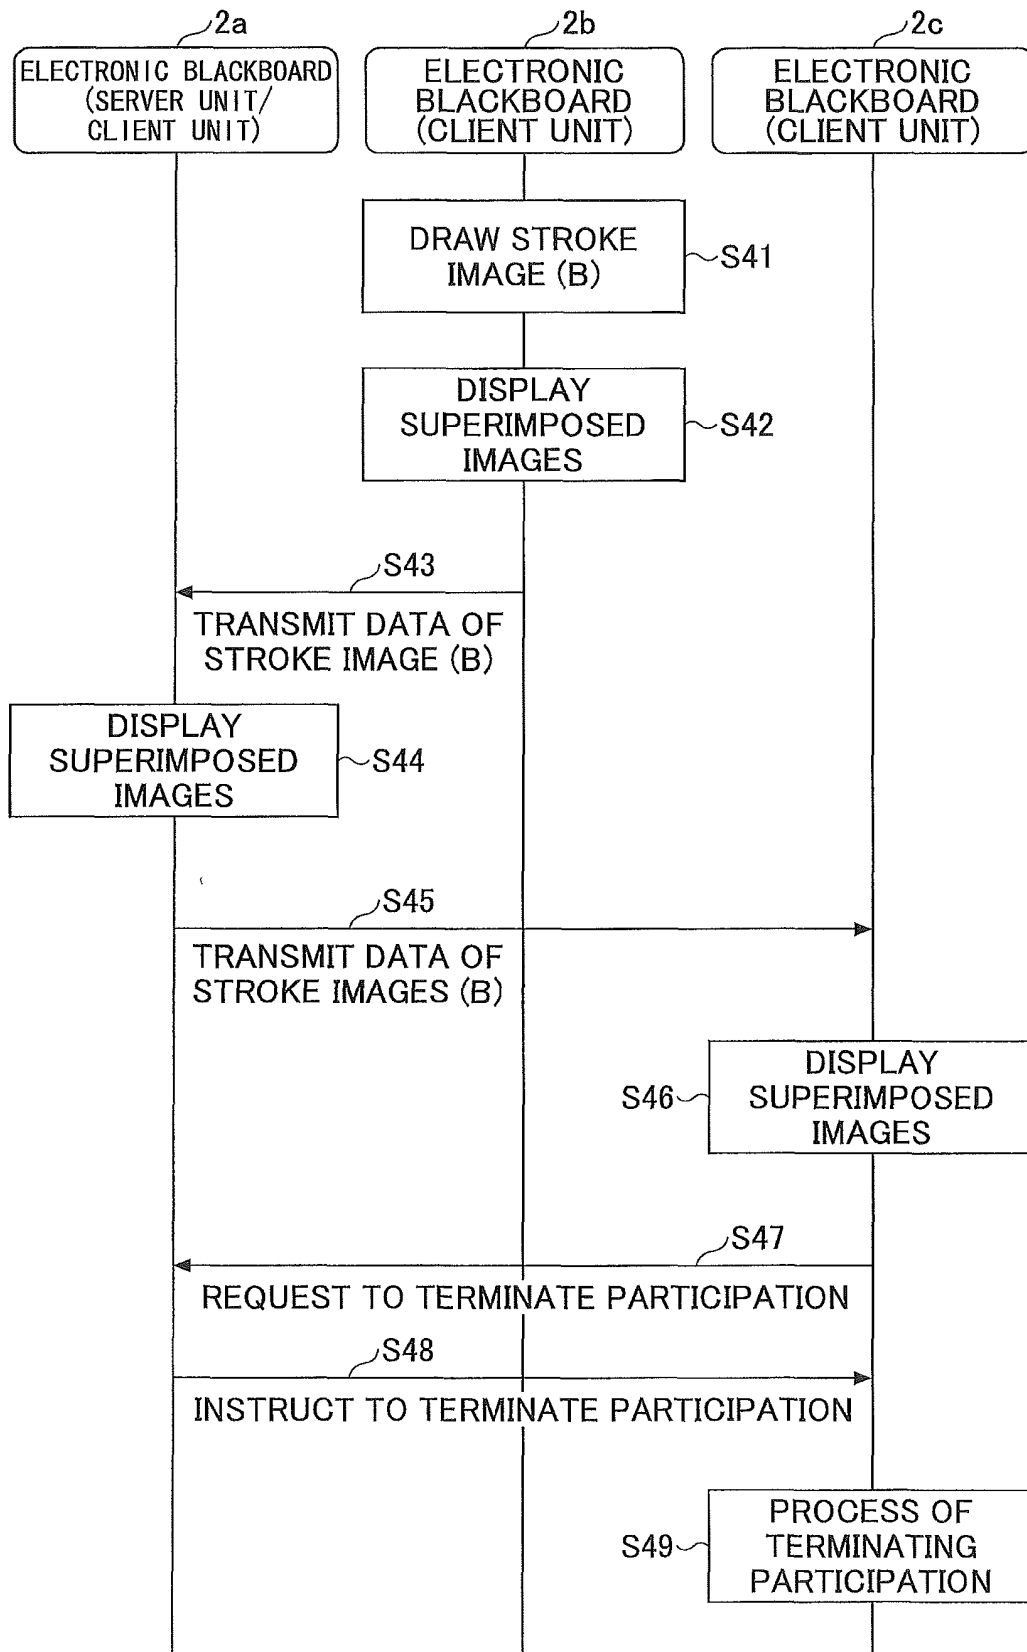 2a
2b
2c
ELECTRONIC BLACKBOARD
(SERVER UNIT/
CLIENT UNIT)
ELECTRONIC
BLACKBOARD
(CLIENT UNIT)
ELECTRONIC
BLACKBOARD
(CLIENT UNIT)
DRAW STROKE
IMAGE (B)
S41
DISPLAY
SUPERIMPOSED
IMAGES
S42
S43
TRANSMIT DATA OF
STROKE IMAGE (B)
DISPLAY
SUPERIMPOSED
IMAGES
S44
S45
TRANSMIT DATA OF
STROKE IMAGES (B)
S46
DISPLAY
SUPERIMPOSED
IMAGES
S47
REQUEST TO TERMINATE PARTICIPATION
S48
INSTRUCT TO TERMINATE PARTICIPATION
S49
PROCESS OF
TERMINATING
PARTICIPATION